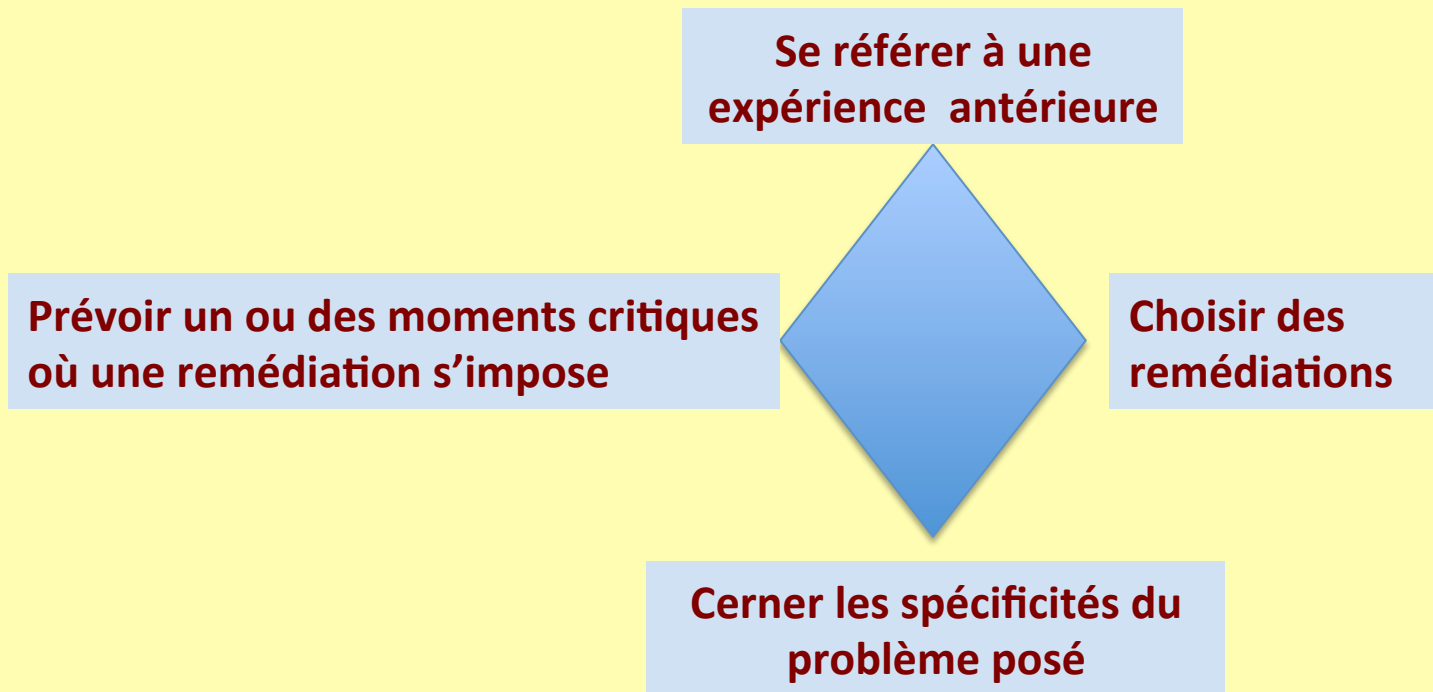 Se référer à une
expérience antérieure
Prévoir un ou des moments critiques
où une remédiation s’impose
Choisir des
remédiations
Cerner les spécificités du
problème posé